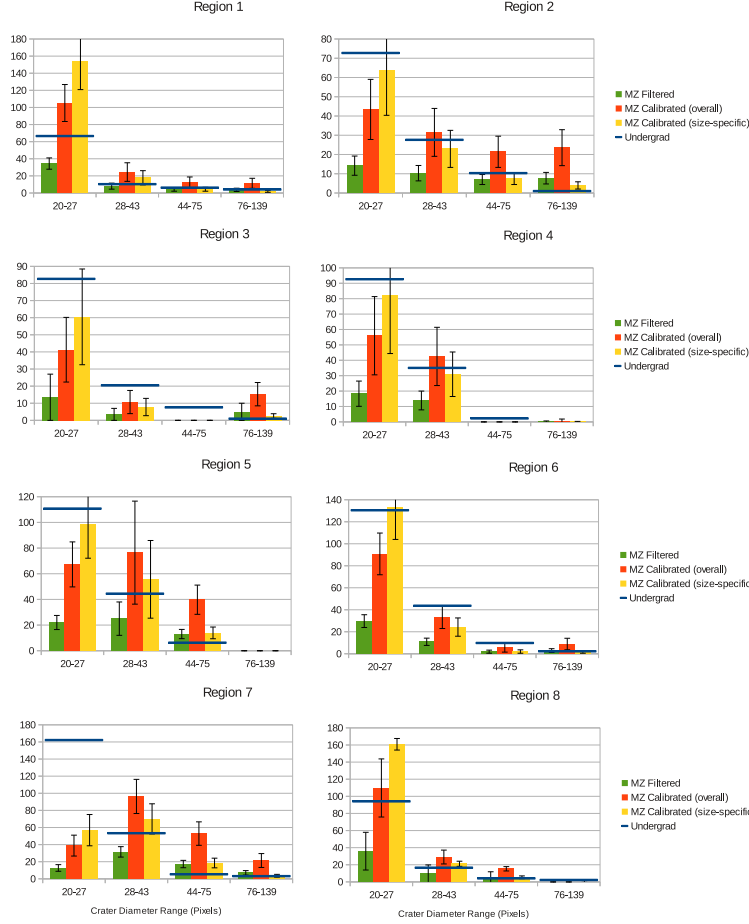 Region 1
180
160
140
120
100
80
60
40
20
0
20-27 28-43 44-75 76-139
Region 2
80
70
60
50
40
30
20
10
0
20-27 28-43 44-75 76-139
MZ Filtered
MZ Calibrated (overall)
MZ Calibrated (size-specific)
Undergrad
Region 3
90
80
70
60
50
40
30
20
10
0
20-27 28-43 44-75 76-139
Region 4
100
90
80
70
60
50
40
30
20
10
0
20-27 28-43 44-75 76-139
MZ Filtered
MZ Calibrated (overall)
MZ Calibrated (size-specific)
Undergrad
Region 5
120
100
80
60
40
20
0
20-27 28-43 44-75 76-139
Region 6
140
120
100
80
60
40
20
0
20-27 28-43 44-75 76-139
MZ Filtered
MZ Calibrated (overall)
MZ Calibrated (size-specific
Undergrad
Region 7
180
160
140
120
100
80
60
40
20
0
20-27 28-43 44-75 76-139
Crater Diameter Range (Pixels)
Region 8
180
160
140
120
100
80
60
40
20
0
20-27 28-43 44-75 76-139
Crater Diameter Range (Pixels)
MZ Filtered
MZ Calibrated (overall)
MZ Calibrated (size-specific
Undergrad